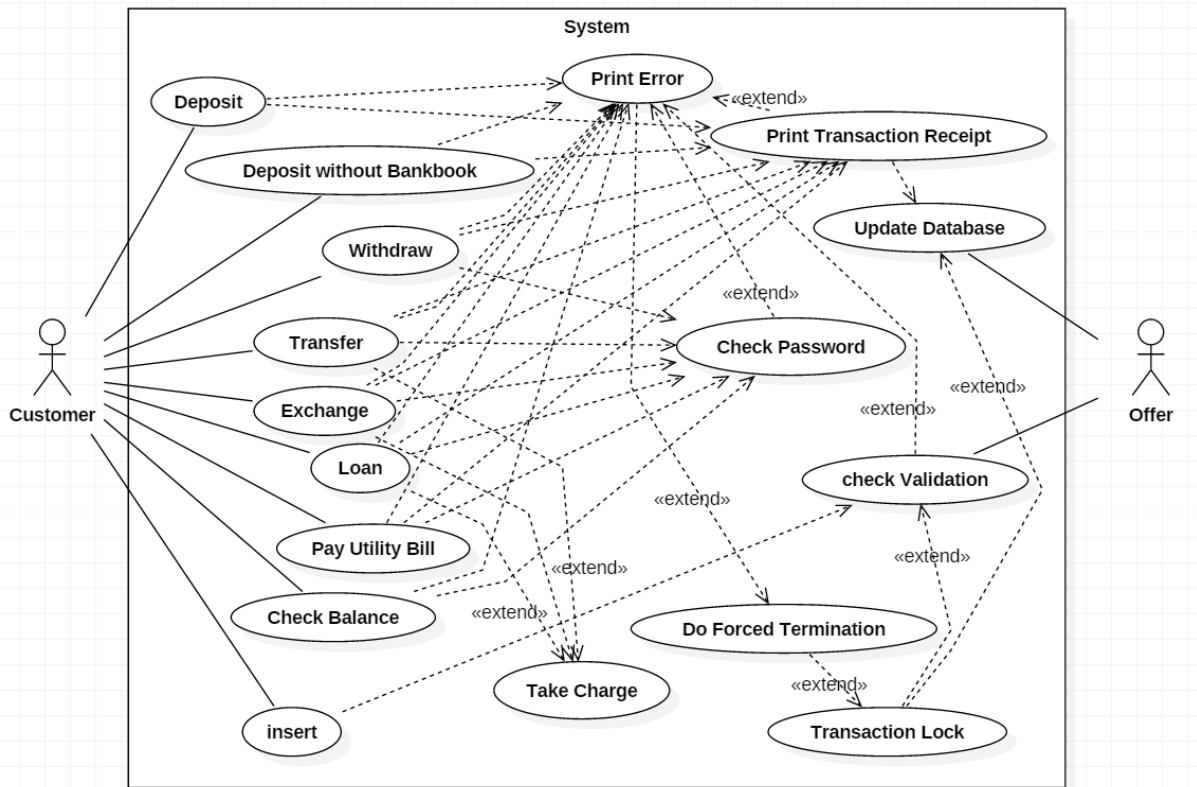 System
Print Error
Deposit
«extend»
Print Transaction Receipt
Deposit without Bankbook
Update Database
Withdraw
«extend»
Transfer
Check Password
Customer
Offer
Exchange
«extend»
«extend»
Loan
check Validation
«extend»
Pay Utility Bill
«extend»
«extend»
Check Balance
«extend»
Do Forced Termination
Take Charge
«extend»
insert
Transaction Lock